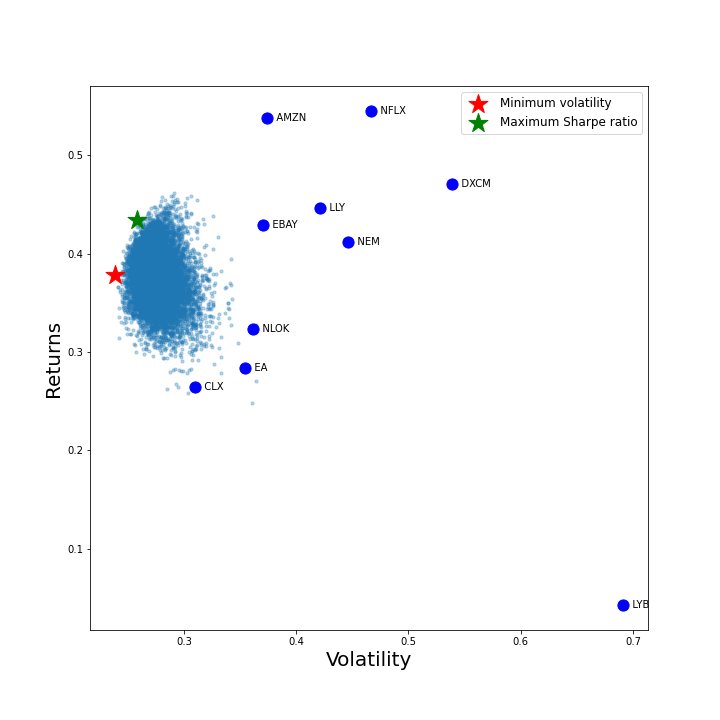 Minimum volatility
Maximum Sharpe ratio
AMZN
NFLX
DXCM
LLY
EBAY
NEM
NLOK
EA
CLX
LYB
0.5
0.4
0.3
0.2
0.1
Returns
0.3
0.4
0.5
0.6
0.7
Volatility